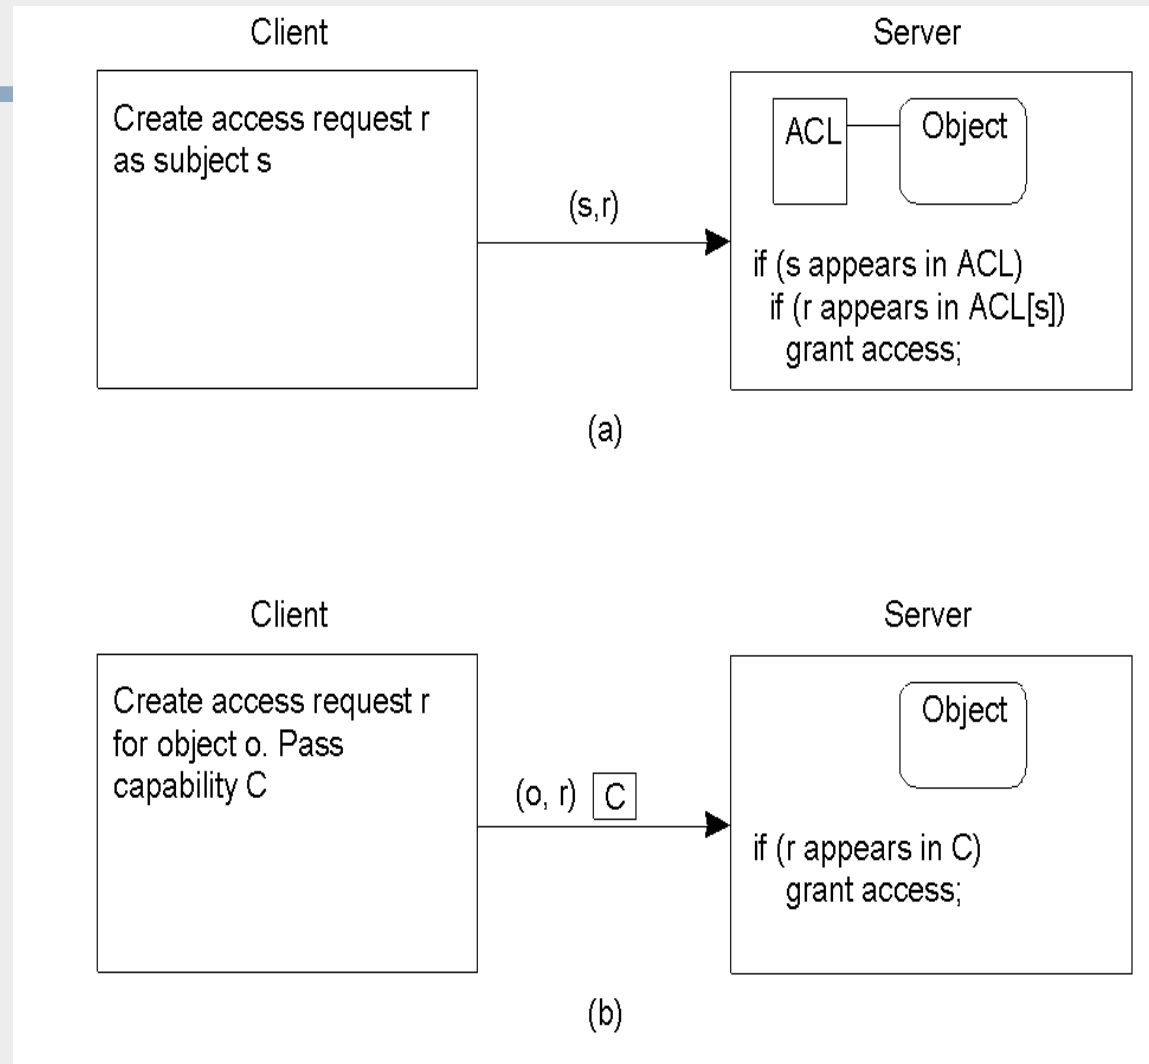 Client
Server
Create access request r
as subject s
(s,r)
ACL
Object
if (s appears in ACL)
if (r appears in ACL[s])
grant access;
(a)
Client
Server
Create access request r
for object o. Pass
capability C
(o, r)
C
Object
if (r appears in C)
grant access;
(b)